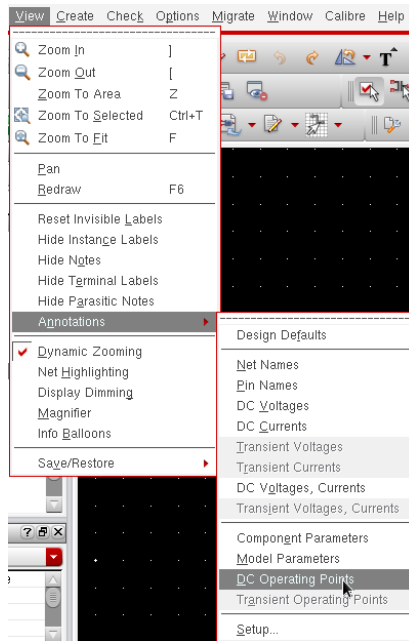 View Create Check Options Migrate Window Calibre Help
Zoom In ]
Zoom Out [
Zoom To Area Z
Zoom To Selected Ctrl+T
Zoom To Fit F
Pan
Redraw F6
Reset Invisible Labels
Hide Instance Labels
Hide Notes
Hide Terminal Labels
Hide Parasitic Notes
Annotations
Dynamic Zooming
Net Highlighting
Display Dimming
Magnifier
Info Balloons
Save/Restore
Design Defaults
Net Names
Pin Names
DC Voltages
DC Currents
Transient Voltages
Transient Currents
DC Voltages, Currents
Transient Voltages, Currents
Component Parameters
Model Parameters
DC Operating Points
Transient Operating Points
Setup...